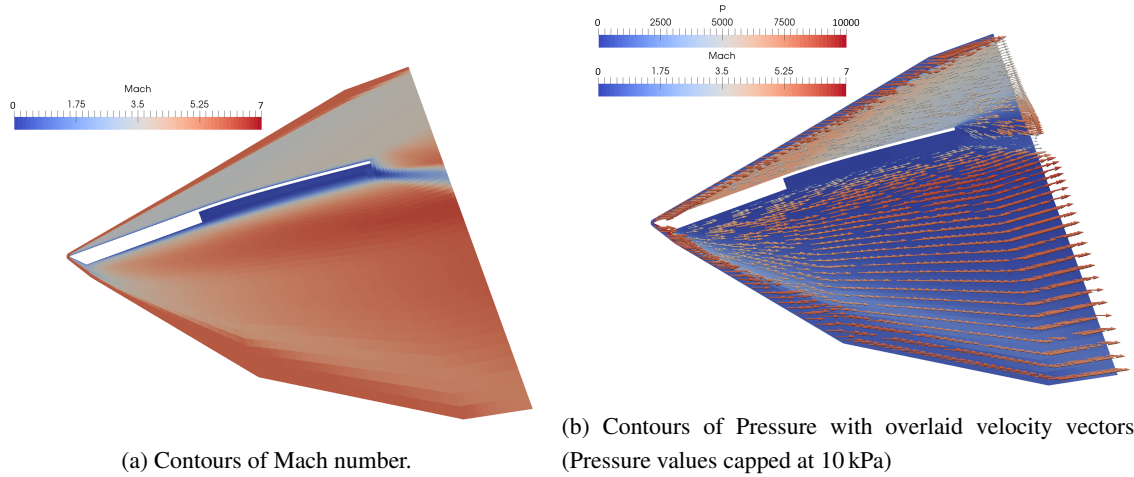 Mach
0 1.75 3.5 5.25 7
(a) Contours of Mach number.
p
0 2500 5000 7500 10000
Mach
0 1.75 3.5 5.25 7
(b) Contours of Pressure with overlaid velocity vectors
(Pressure values capped at 10 kPa)